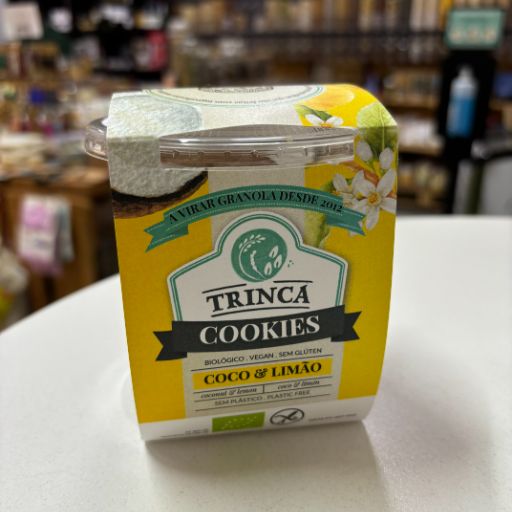 A VIRAR GRANOLA DESDE 2012
TRINCA
COOKIES
BIOLÓGICO . VEGAN . SEM GLÚTEN
COCO & LIMÃO
coconut & lemon | coco & limón
SEM PLÁSTICO . PLASTIC FREE